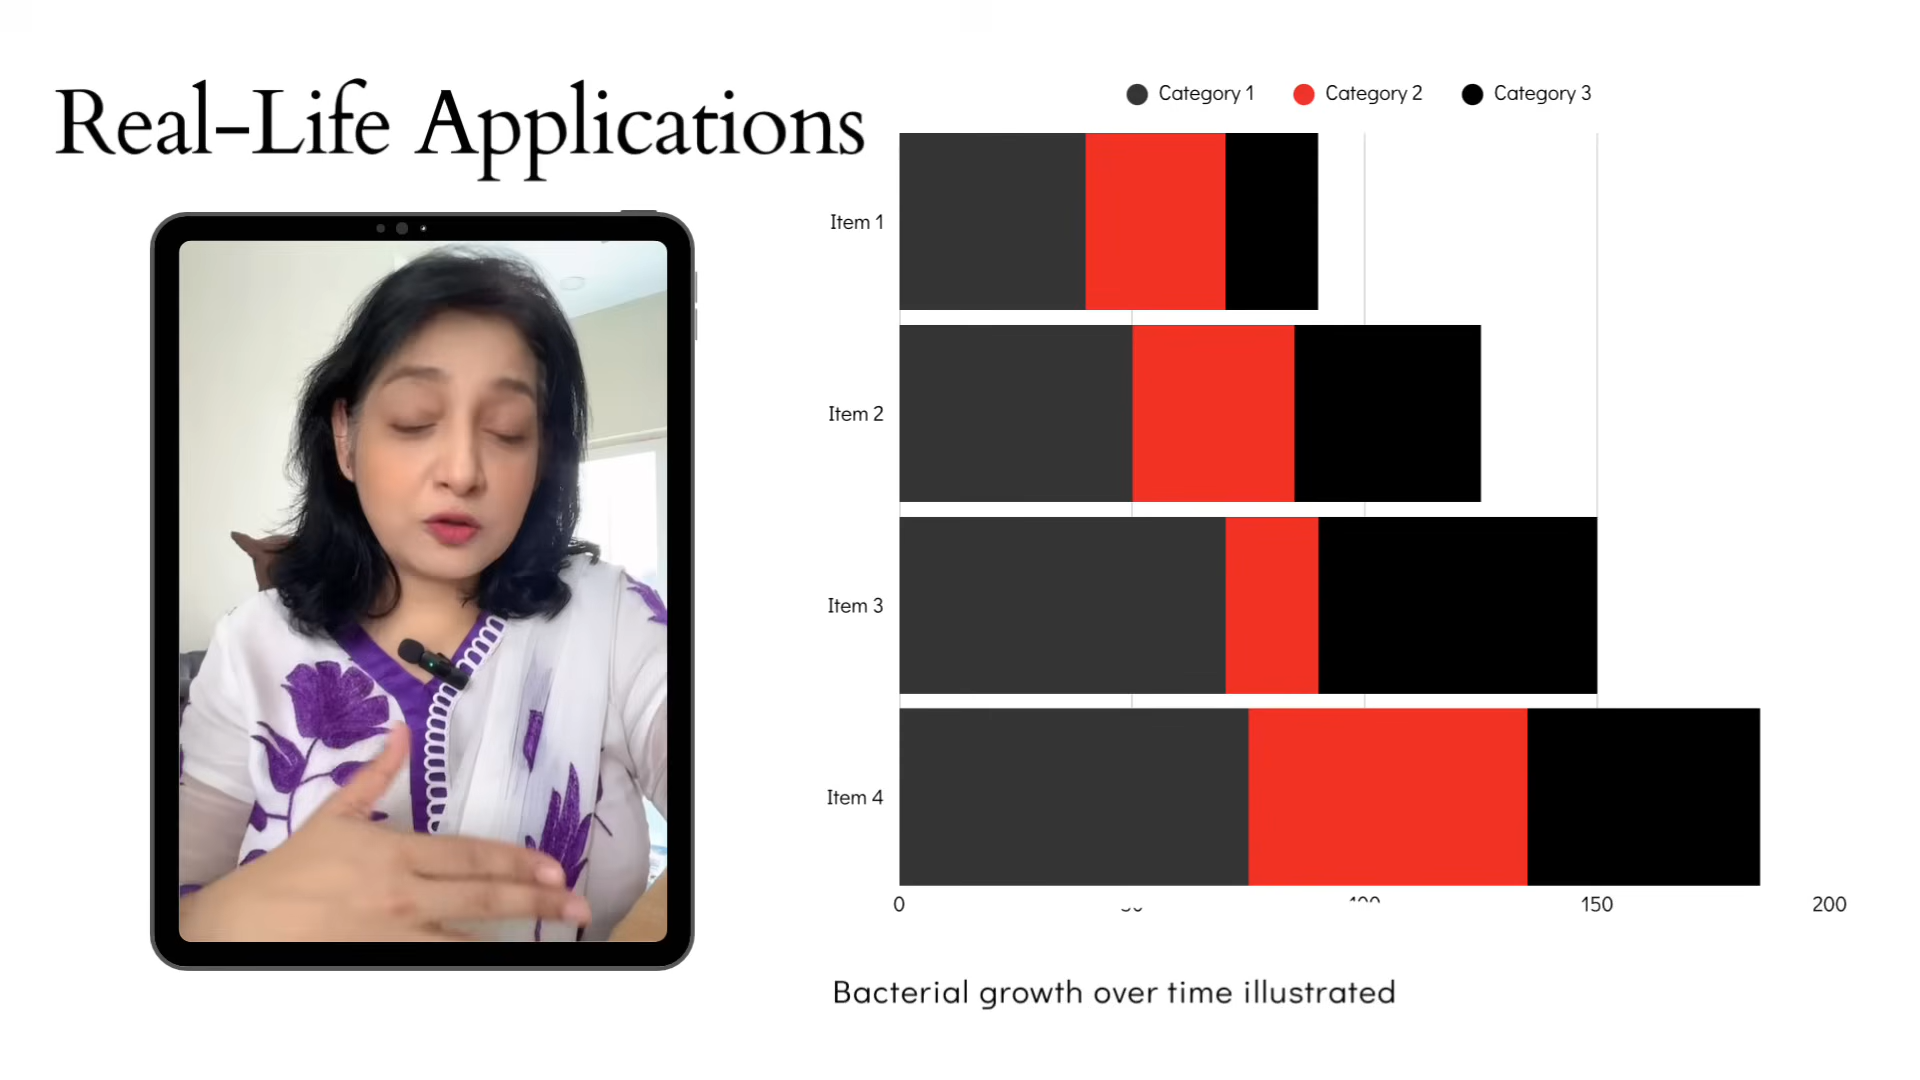 Real-Life Applications
Category 1
Category 2
Category 3
Item 1
Item 2
Item 3
Item 4
0
150
200
Bacterial growth over time illustrated